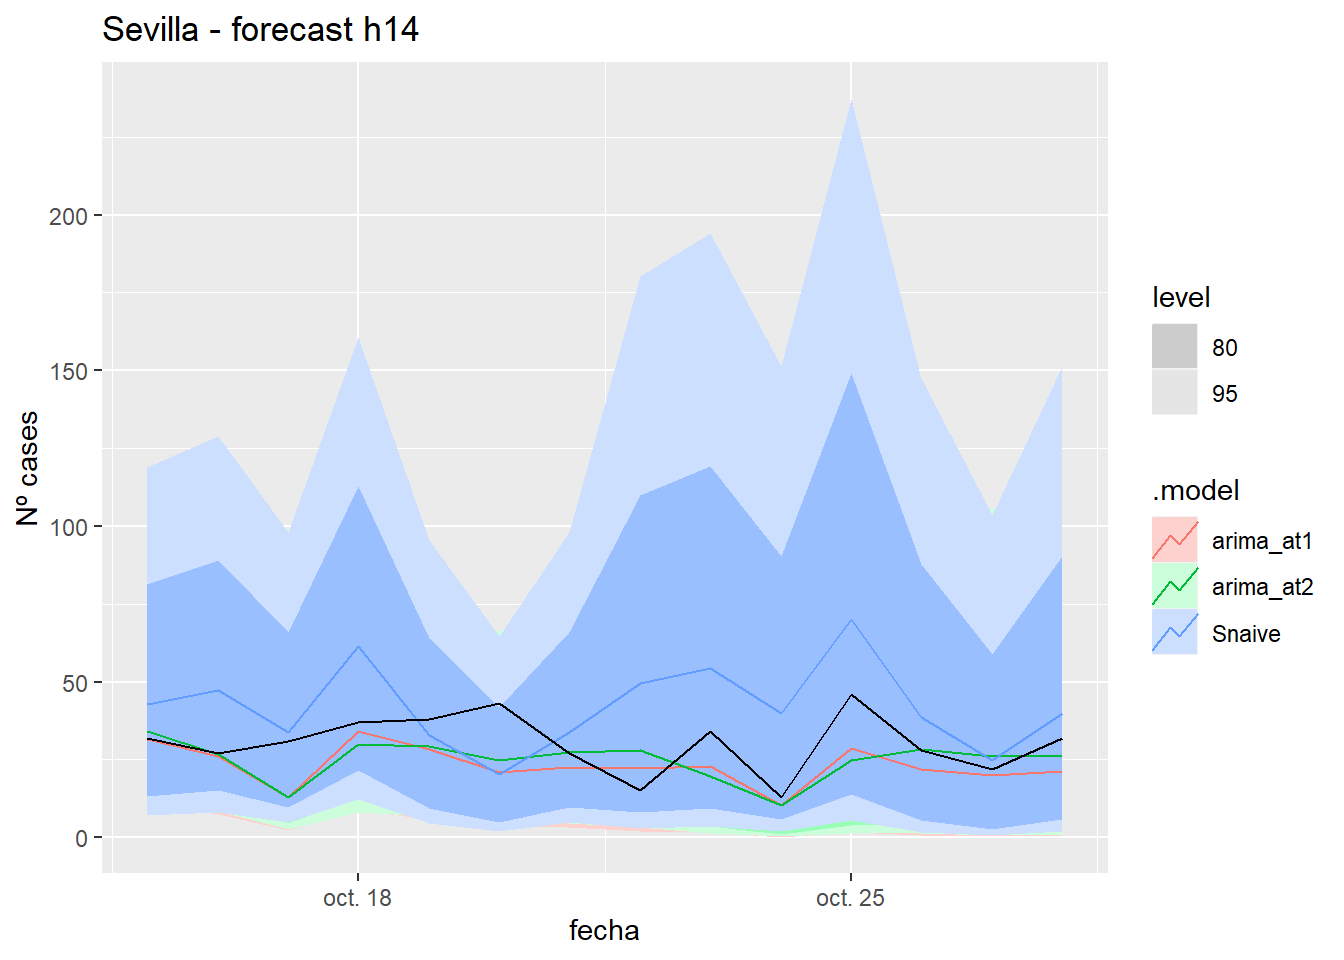 Sevilla - forecast h14
Nº cases
200
150
100
50
0
oct. 18
oct. 25
fecha
level
80
95
.model
arima_at1
arima_at2
Snaive